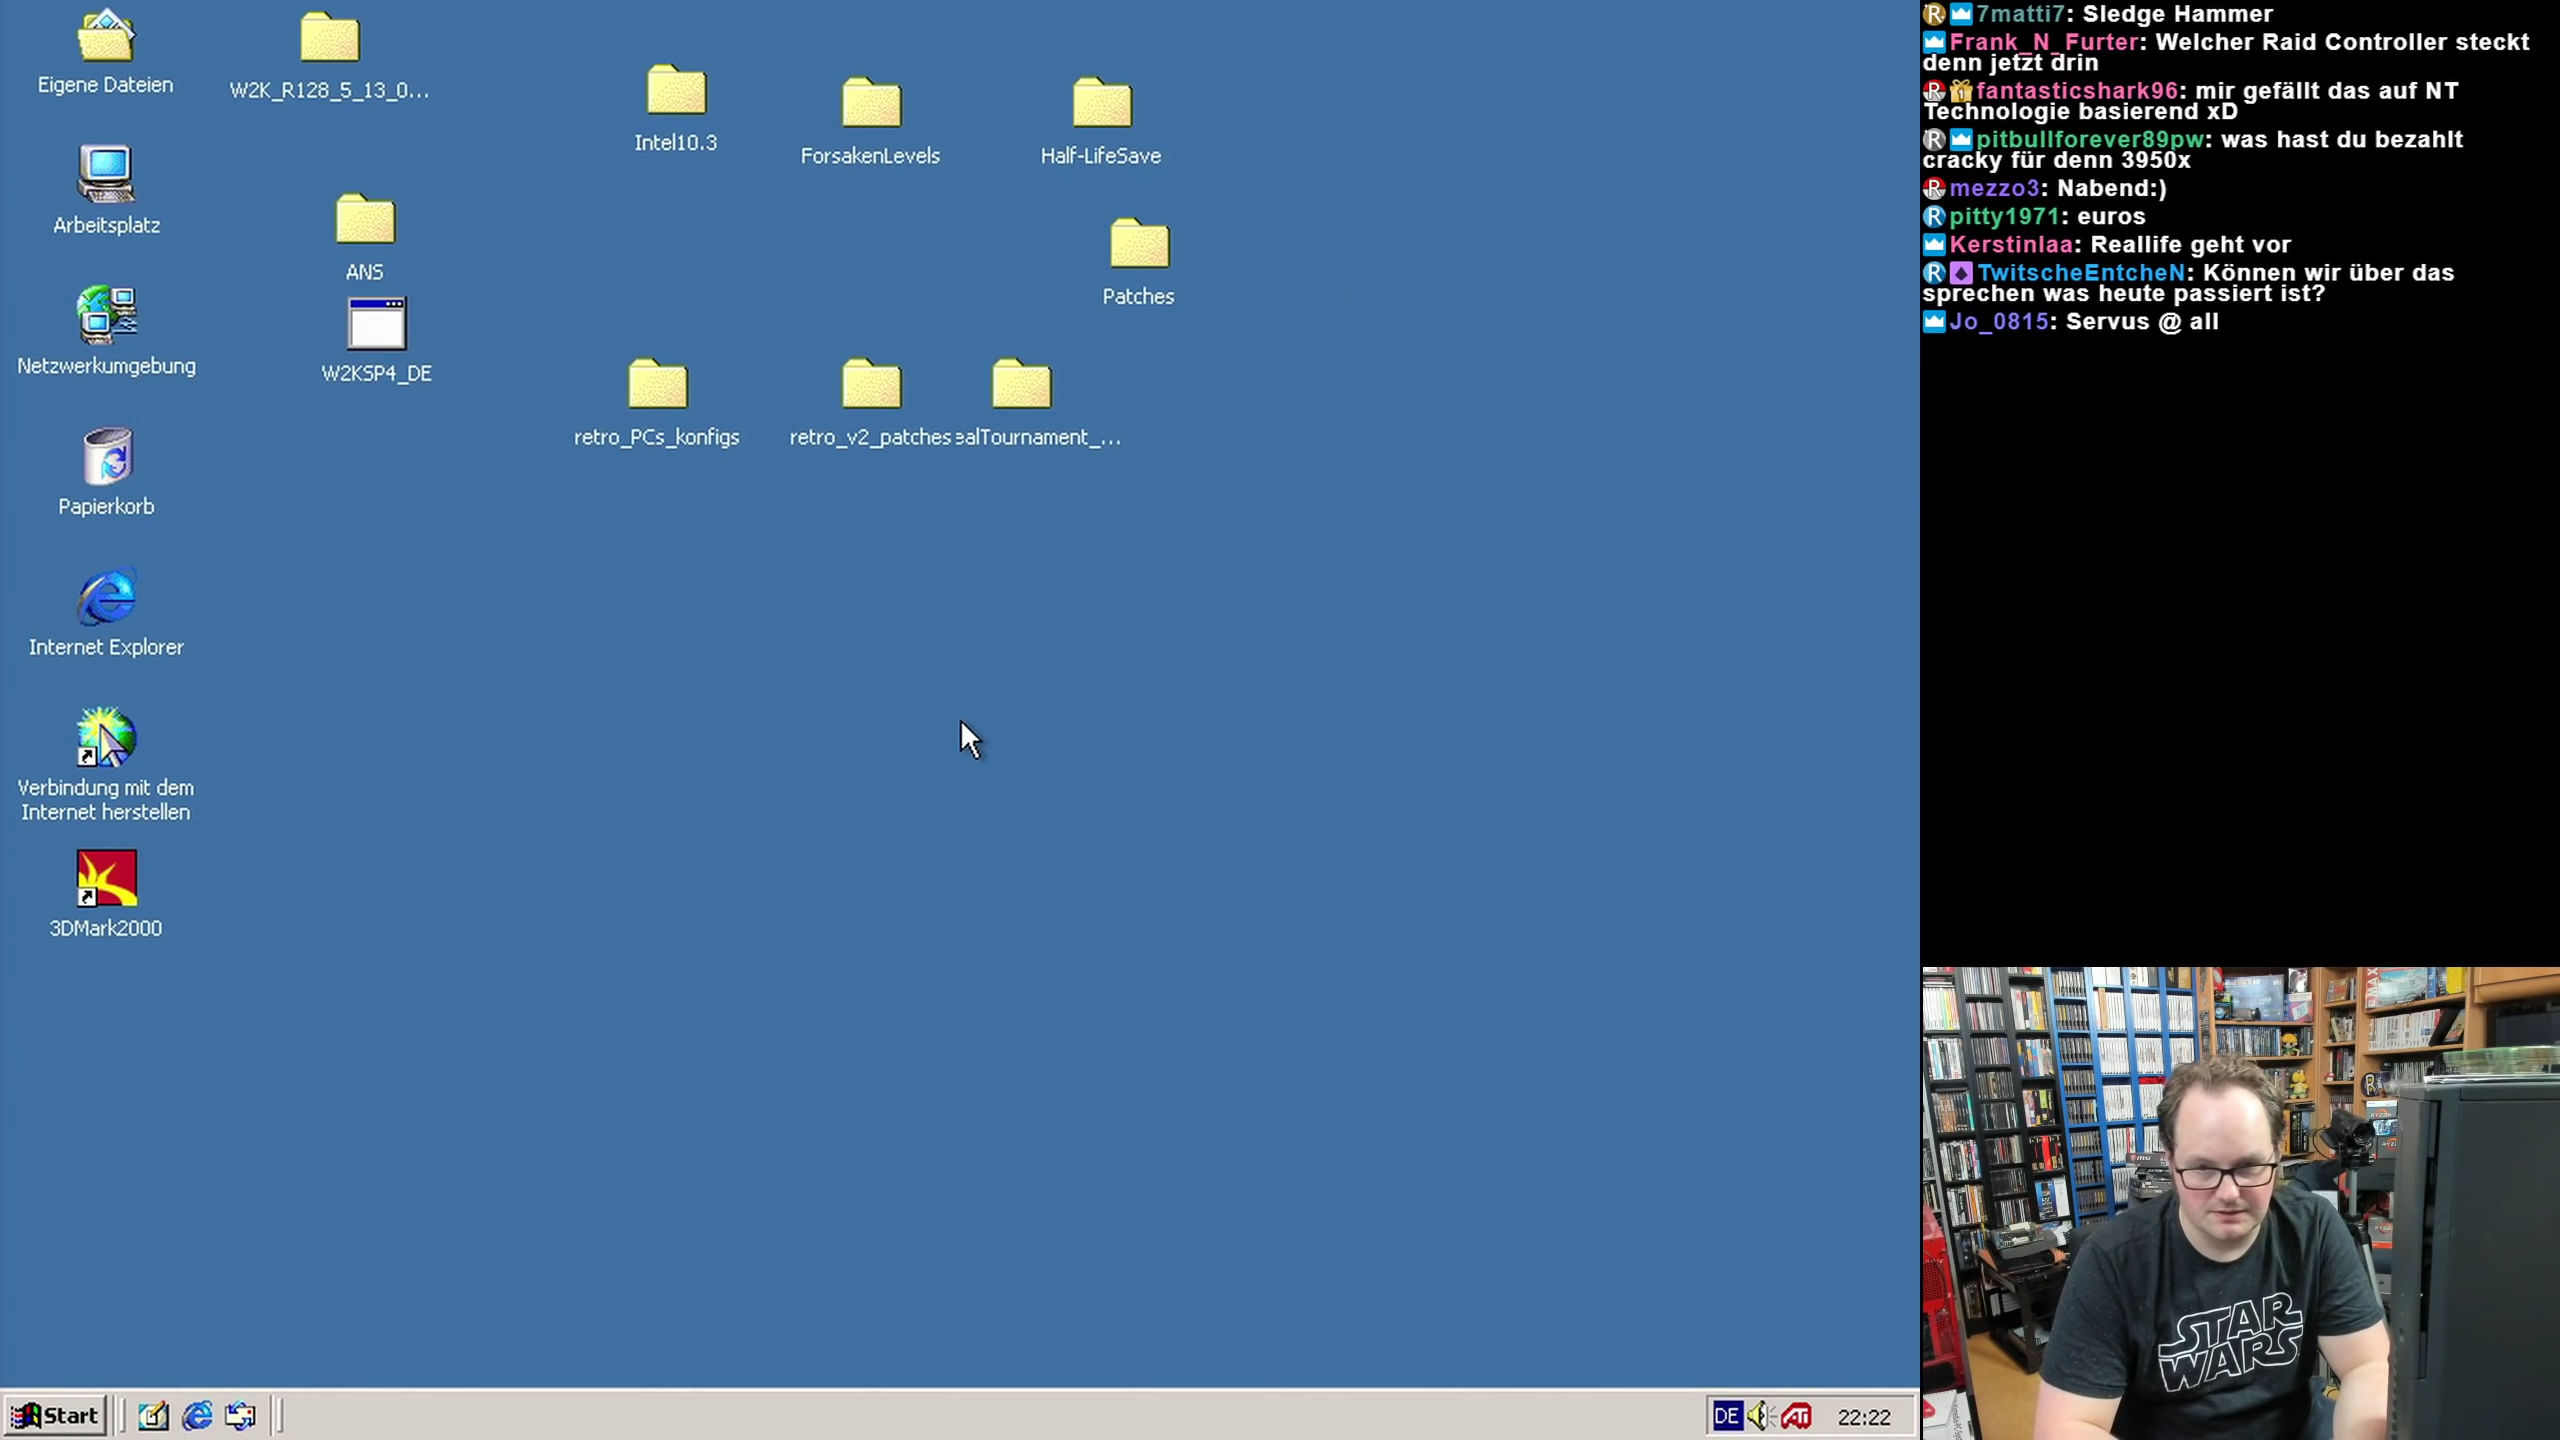 Eigene Dateien
W2K_R128_5_13_0...
Intel10.3
ForsakenLevels
Half-LifeSave
Arbeitsplatz
ANS
Patches
Netzwerkumgebung
W2KSP4_DE
retro_PCs_konfigs
retro_v2_patches
ealTournament_...
Papierkorb
Internet Explorer
Verbindung mit dem
Internet herstellen
3DMark2000
Start
DE
ATI
22:22
7matti7: Sledge Hammer
Frank_N_Furter: Welcher Raid Controller steckt
denn jetzt drin
fantasticshark96: mir gefällt das auf NT
Technologie basierend xD
pitbullforever89pw: was hast du bezahlt
cracky für denn 3950x
mezzo3: Nabend:)
pitty1971: euros
Kerstinlaa: Reallife geht vor
TwitscheEntcheN: Können wir über das
sprechen was heute passiert ist?
Jo_0815: Servus @ all
STAR
WARS